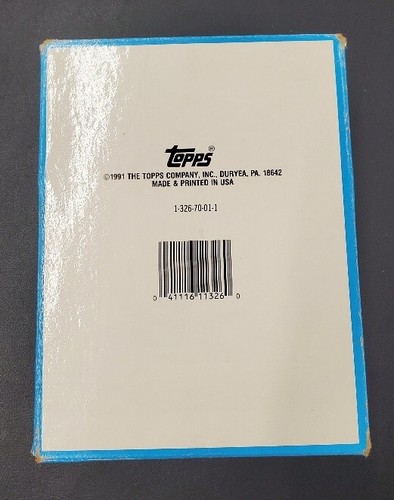 Topps®
©1991 THE TOPPS COMPANY, INC., DURYEA, PA. 18642
MADE & PRINTED IN USA
1-326-70-01-1
0 41116 11326 0